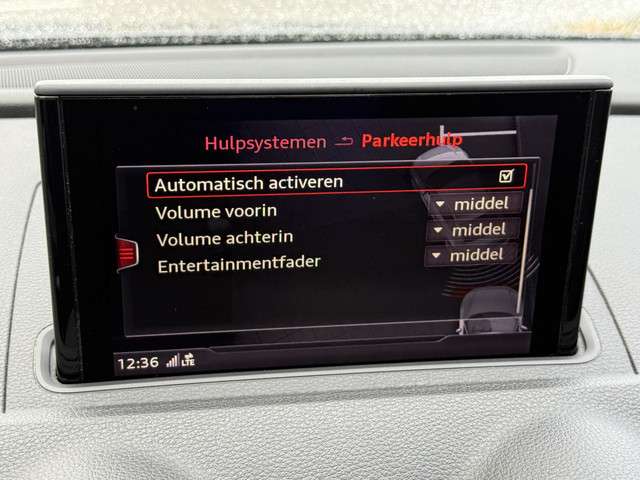 Hulpsystemen Parkeerhulp
Automatisch activeren
Volume voorin middel
Volume achterin middel
Entertainmentfader middel
12:36 LTE